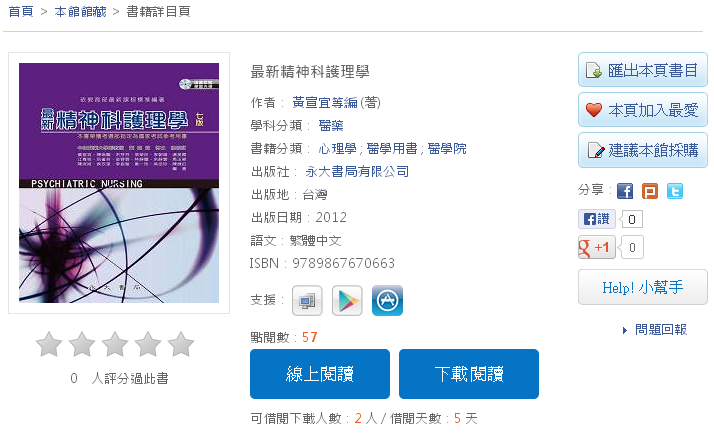 首頁 > 本館館藏 > 書籍詳目頁
最新精神科護理學 七版
PSYCHIATRIC NURSING
永大書局
0 人評分過此書
最新精神科護理學
作者：黃宣宜等編(著)
學科分類：醫藥
書籍分類：心理學；醫學用書；醫學院
出版社：永大書局有限公司
出版地：台灣
出版日期：2012
語文：繁體中文
ISBN：9789867670663
支援：
點閱數：57
線上閱讀 下載閱讀
可借閱下載人數：2 人 / 借閱天數：5 天
匯出本頁書目
本頁加入最愛
建議本館採購
分享：
讚 0
+1 0
Help! 小幫手
問題回報